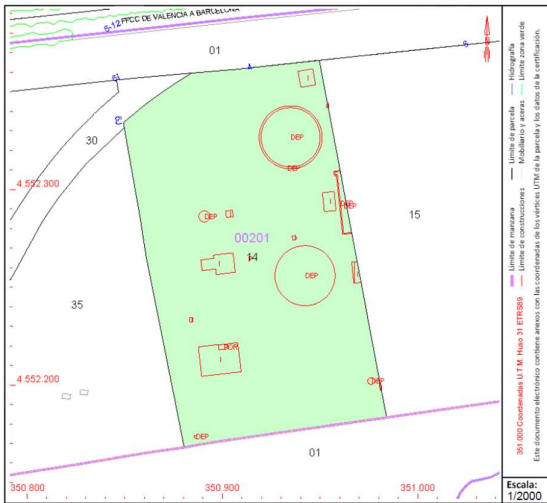 FFCC DE VALENCIA A BARCELONA
01
30
4.552.300
DEP
DEP
DEP
DEP
00201
14
15
DEP
35
POR
4.552.200
DEP
DEP
01
350.800
350.900
351.000
Límite de manzana
Límite de parcela
Hidrografía
351.000 Coordenadas U.T.M. Huso 31 ETRS89
Límite de construcciones
Mobiliario y aceras
Límite zona verde
Este documento electrónico contiene anexos con las coordenadas de los vértices UTM de la parcela y los datos de la certificación.
Escala:
1/2000